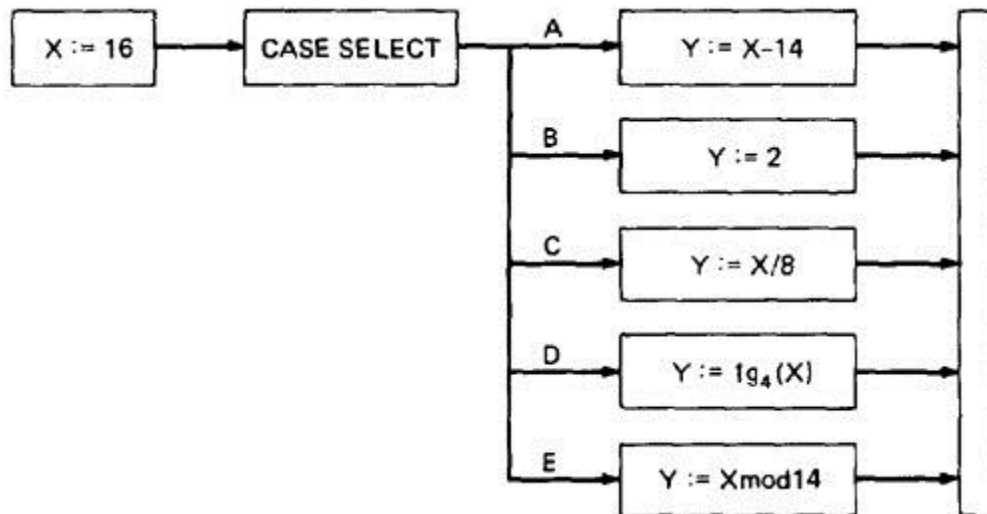 X := 16
CASE SELECT
A
Y := X-14
B
Y := 2
C
Y := X/8
D
Y := lg₄(X)
E
Y := Xmod14